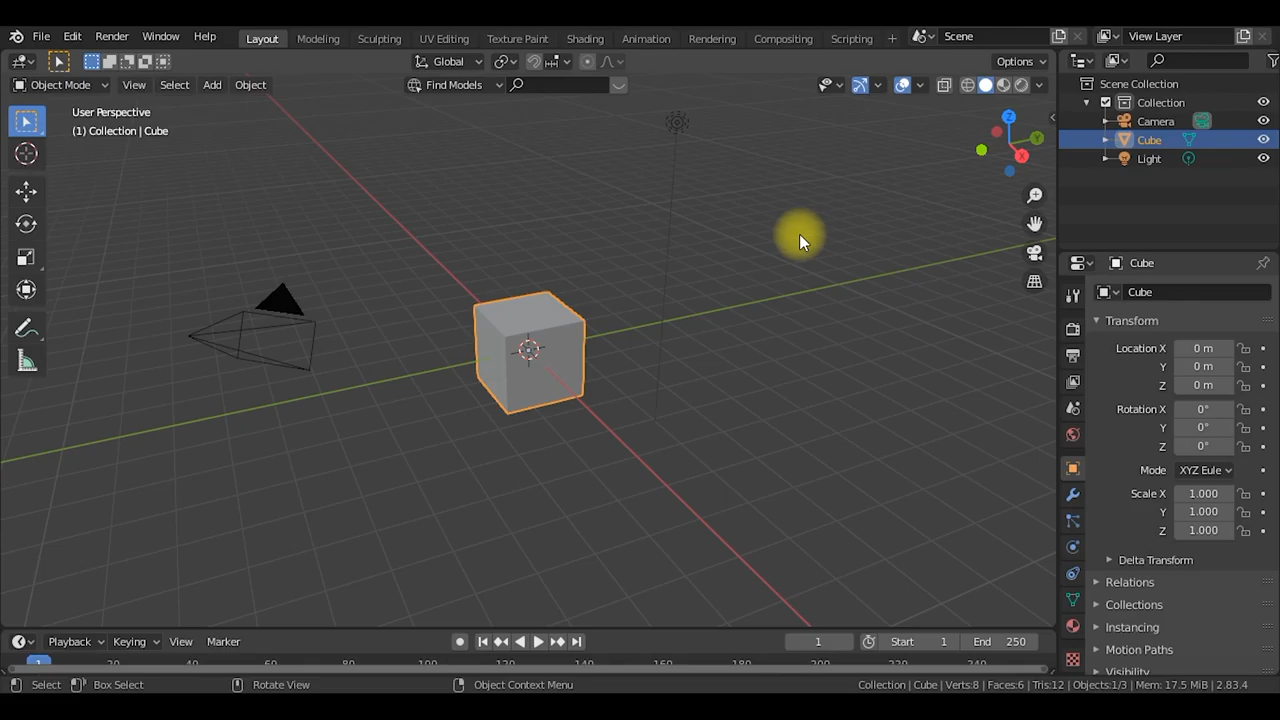 File Edit Render Window Help Layout Modeling Sculpting UV Editing Texture Paint Shading Animation Rendering Compositing Scripting + Scene View Layer
Global Options
Object Mode View Select Add Object Find Models
User Perspective
(1) Collection | Cube
Z
Y
X
Scene Collection
Collection
Camera
Cube
Light
Cube
Cube
Transform
Location X 0 m
Y 0 m
Z 0 m
Rotation X 0°
Y 0°
Z 0°
Mode XYZ Eule
Scale X 1.000
Y 1.000
Z 1.000
Delta Transform
Relations
Collections
Instancing
Motion Paths
Visibility
Playback Keying View Marker 1 Start 1 End 250
1 20 40 60 80 100 120 140 160 180 200 220 240
Select Box Select Rotate View Object Context Menu Collection | Cube | Verts:8 | Faces:6 | Tris:12 | Objects:1/3 | Mem: 17.5 MiB | 2.83.4